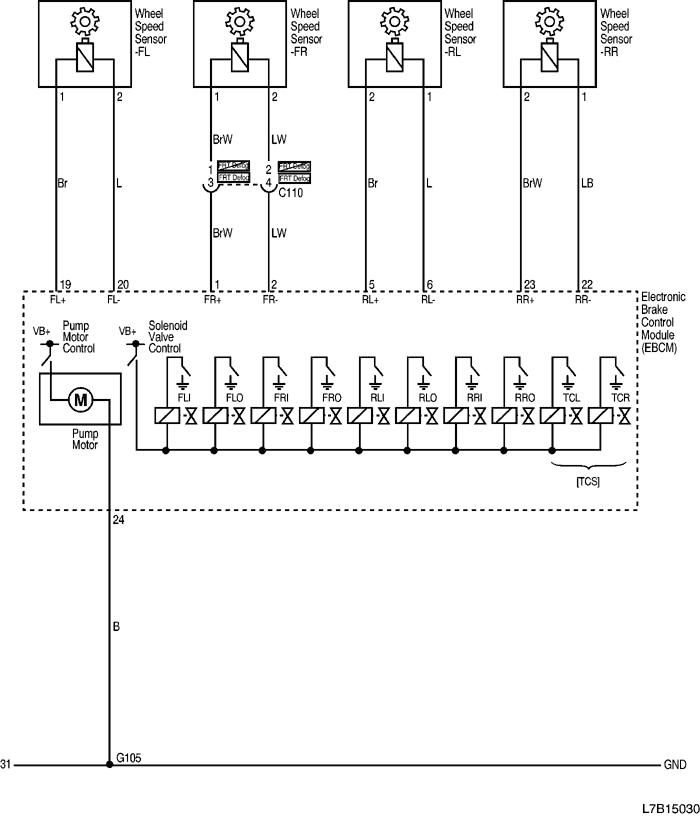 Wheel
Speed
Sensor
-FL
Wheel
Speed
Sensor
-FR
Wheel
Speed
Sensor
-RL
Wheel
Speed
Sensor
-RR
1 2 1 2 2 1 2 1
BrW LW
1 FRT Defog 2 FRT Defog
3 FRT Defog 4 FRT Defog
C110
Br L Br L BrW LB
BrW LW
19 20 1 2 5 6 23 22
FL+ FL- FR+ FR- RL+ RL- RR+ RR-
Electronic
Brake
Control
Module
(EBCM)
VB+
Pump
Motor
Control
VB+
Solenoid
Valve
Control
FLI FLO FRI FRO RLI RLO RRI RRO TCL TCR
M
Pump
Motor
[TCS]
24
B
G105
31
GND
L7B15030